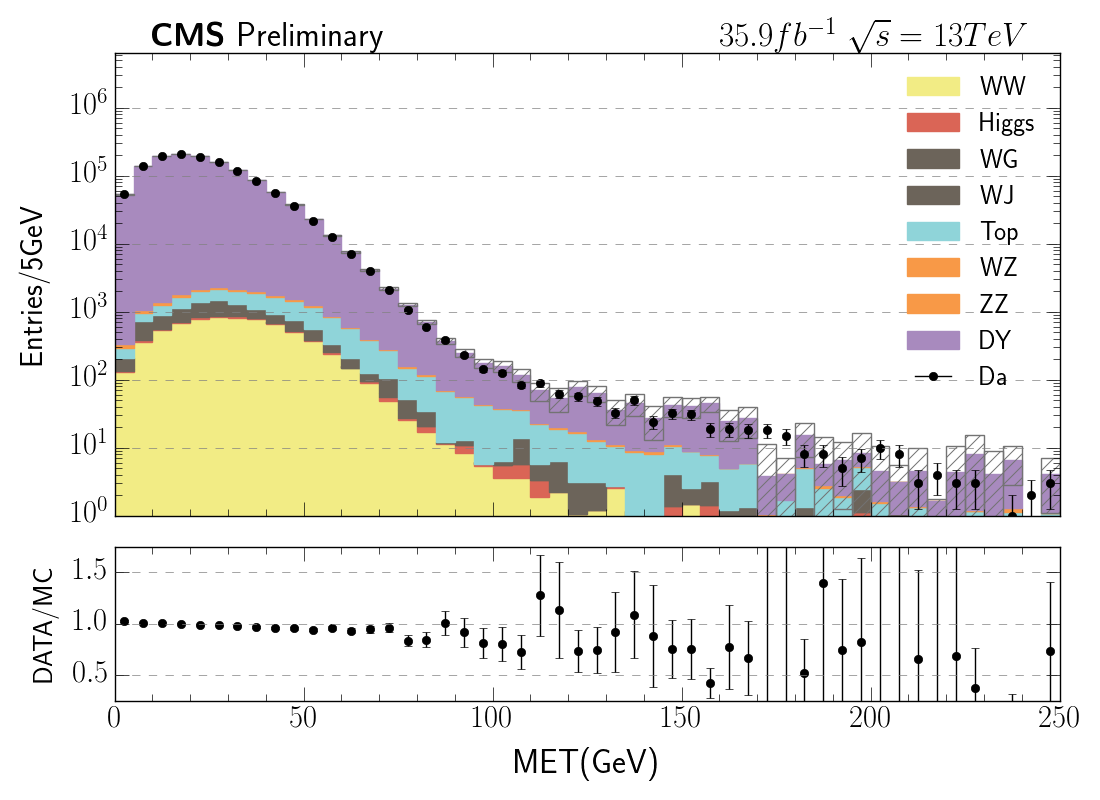 CMS Preliminary 35.9fb⁻¹ √s = 13TeV
Entries/5GeV
10⁶
10⁵
10⁴
10³
10²
10¹
10⁰
WW
Higgs
WG
WJ
Top
WZ
ZZ
DY
Da
DATA/MC
1.5
1.0
0.5
0 50 100 150 200 250
MET(GeV)